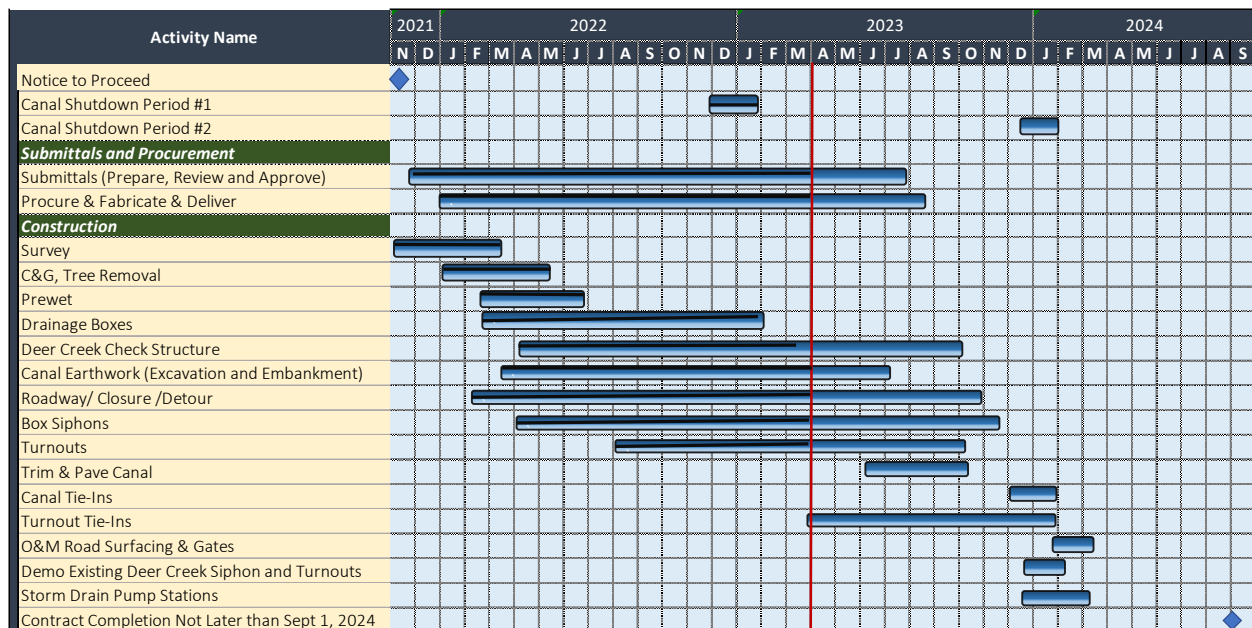 Activity Name
2021 2022 2023 2024
N D J F M A M J J A S O N D J F M A M J J A S O N D J F M A M J J A S
Notice to Proceed
Canal Shutdown Period #1
Canal Shutdown Period #2
Submittals and Procurement
Submittals (Prepare, Review and Approve)
Procure & Fabricate & Deliver
Construction
Survey
C&G, Tree Removal
Prewet
Drainage Boxes
Deer Creek Check Structure
Canal Earthwork (Excavation and Embankment)
Roadway/ Closure /Detour
Box Siphons
Turnouts
Trim & Pave Canal
Canal Tie-Ins
Turnout Tie-Ins
O&M Road Surfacing & Gates
Demo Existing Deer Creek Siphon and Turnouts
Storm Drain Pump Stations
Contract Completion Not Later than Sept 1, 2024